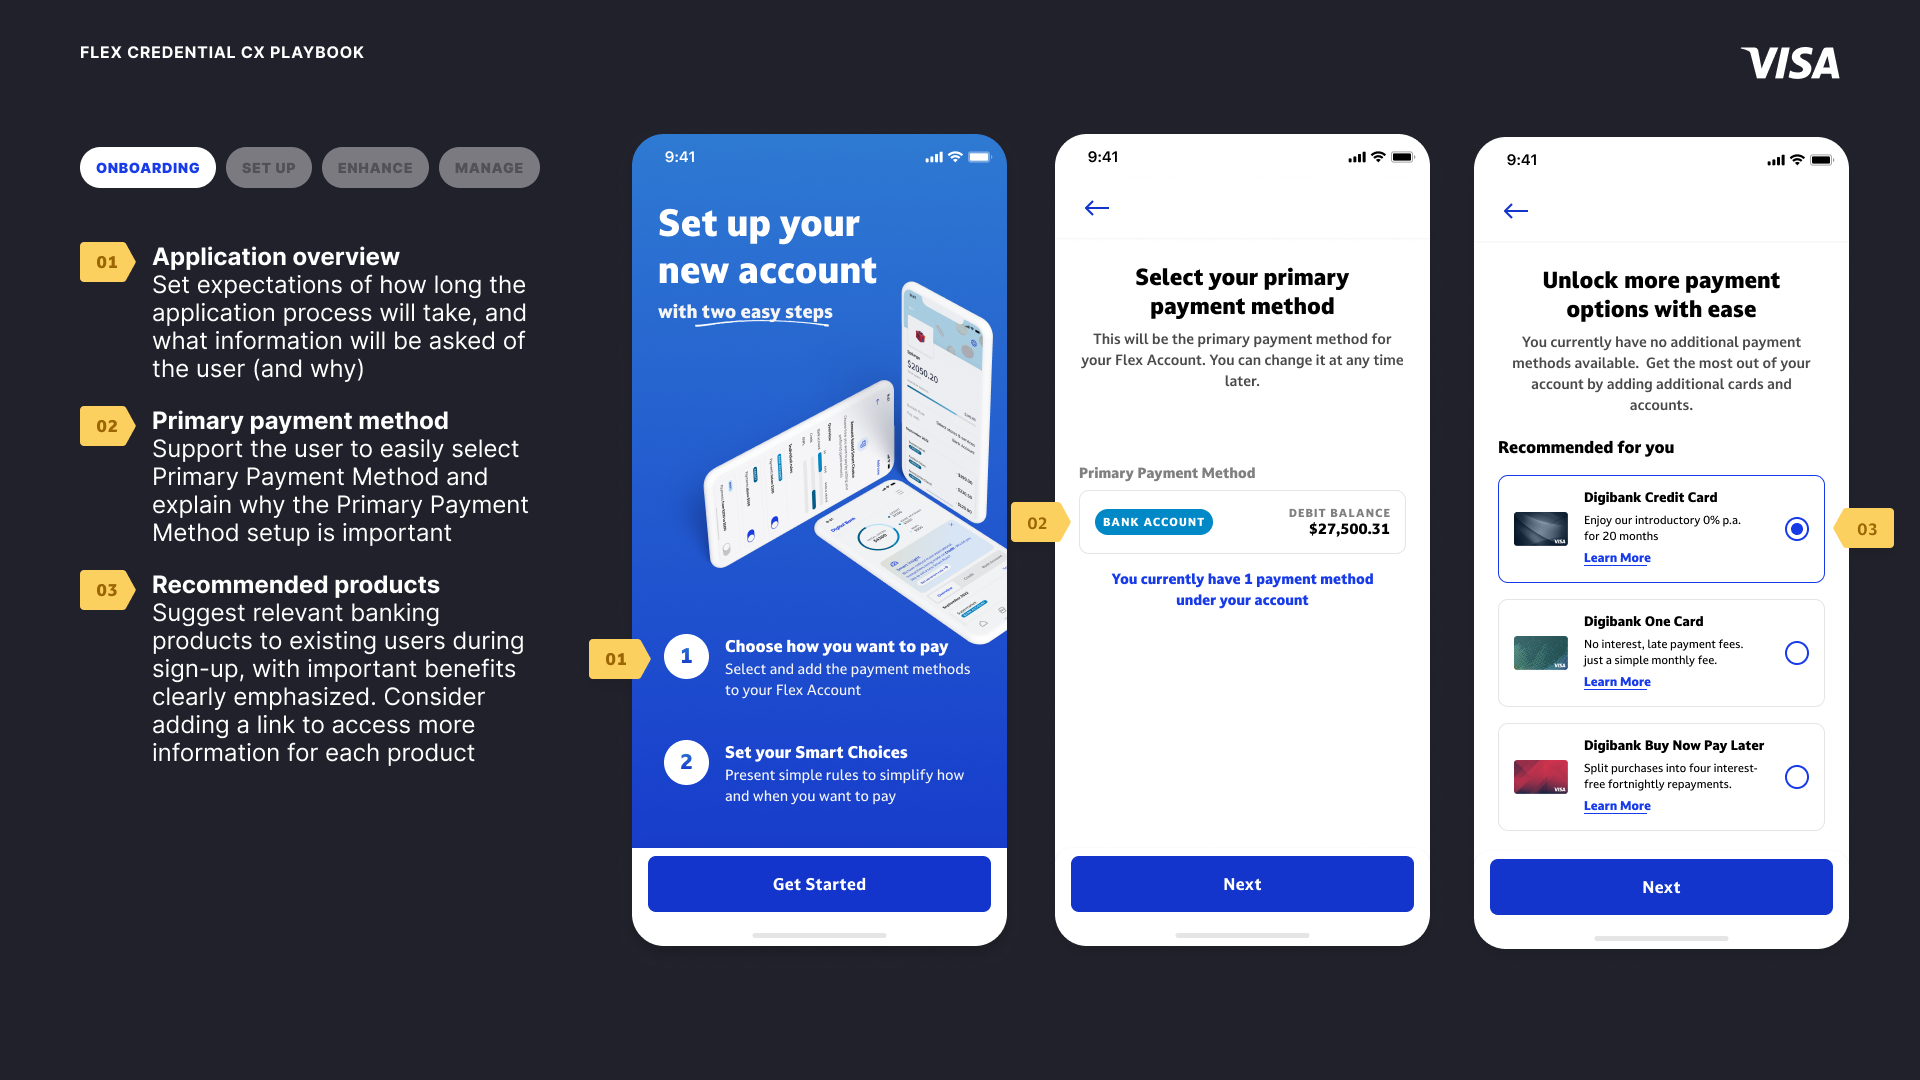 FLEX CREDENTIAL CX PLAYBOOK
VISA
ONBOARDING
SET UP
ENHANCE
MANAGE
01
Application overview
Set expectations of how long the
application process will take, and
what information will be asked of
the user (and why)
02
Primary payment method
Support the user to easily select
Primary Payment Method and
explain why the Primary Payment
Method setup is important
03
Recommended products
Suggest relevant banking
products to existing users during
sign-up, with important benefits
clearly emphasized. Consider
adding a link to access more
information for each product
9:41
Set up your
new account
with two easy steps
$2050.20
01
1
Choose how you want to pay
Select and add the payment methods
to your Flex Account
2
Set your Smart Choices
Present simple rules to simplify how
and when you want to pay
Get Started
9:41
Select your primary
payment method
This will be the primary payment method for
your Flex Account. You can change it at any time
later.
Primary Payment Method
02
BANK ACCOUNT
DEBIT BALANCE
$27,500.31
You currently have 1 payment method
under your account
Next
9:41
Unlock more payment
options with ease
You currently have no additional payment
methods available.  Get the most out of your
account by adding additional cards and
accounts.
Recommended for you
Digibank Credit Card
Enjoy our introductory 0% p.a.
for 20 months
Learn More
VISA
03
Digibank One Card
No interest, late payment fees.
just a simple monthly fee.
Learn More
VISA
Digibank Buy Now Pay Later
Split purchases into four interest-
free fortnightly repayments.
Learn More
VISA
Next